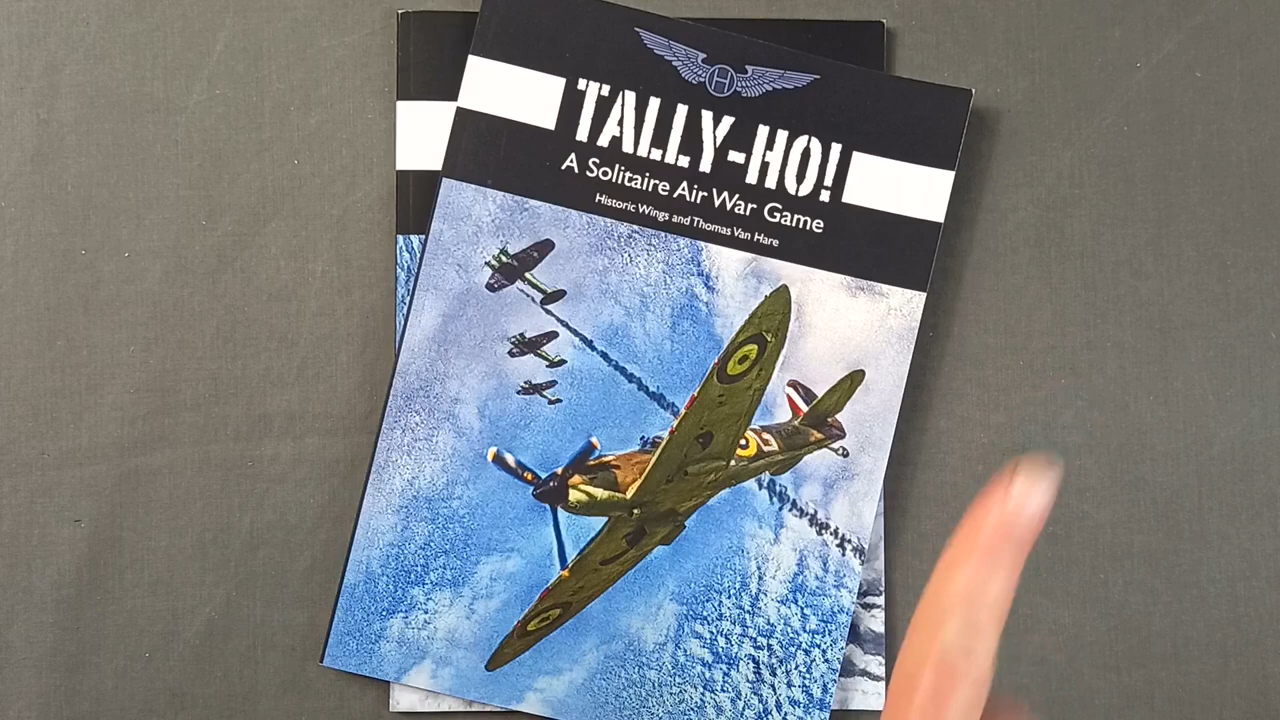 H
TALLY-HO!
A Solitaire Air War Game
Historic Wings and Thomas Van Hare